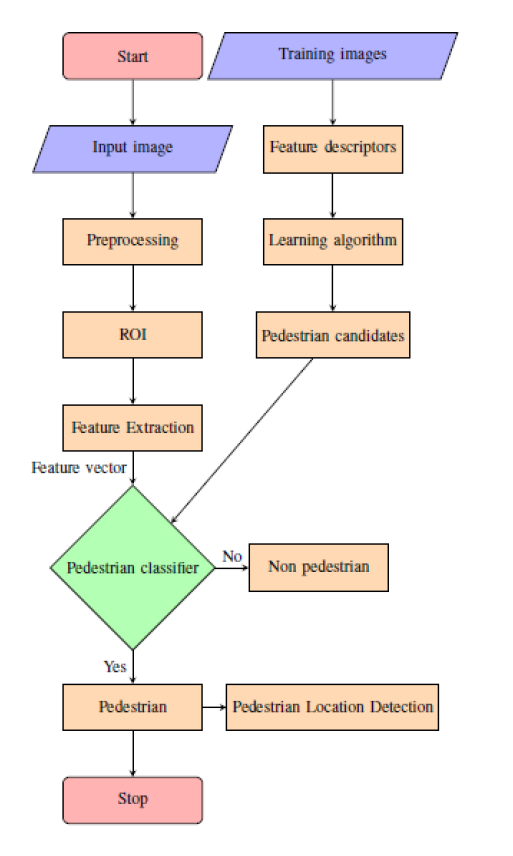 Start
Training images
Input image
Feature descriptors
Preprocessing
Learning algorithm
ROI
Pedestrian candidates
Feature Extraction
Feature vector
Pedestrian classifier
No
Non pedestrian
Yes
Pedestrian
Pedestrian Location Detection
Stop